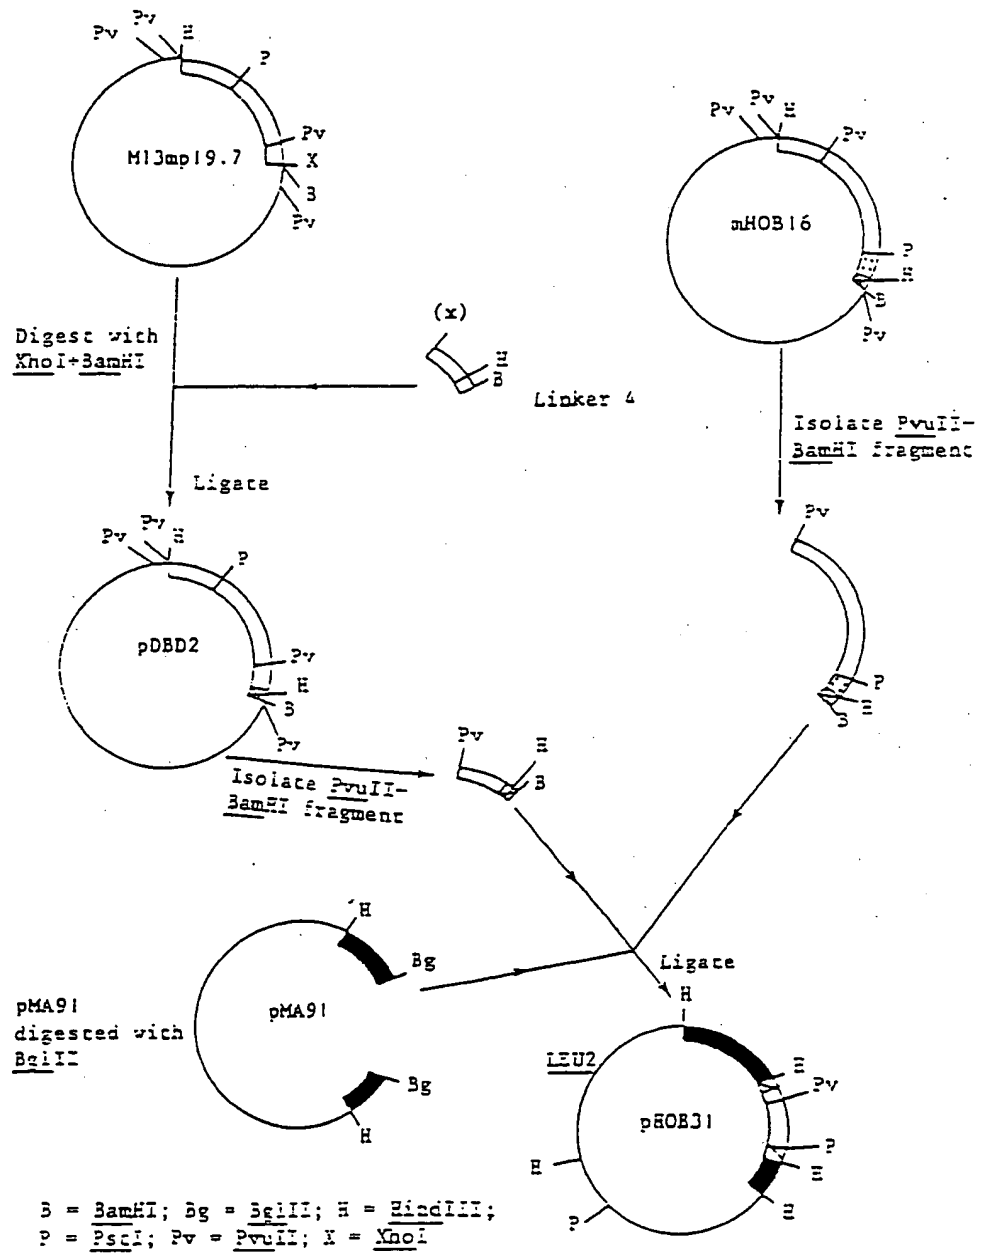 Pv
Pv
H
P
M13mp19.7
Pv
X
B
Pv
Pv
Pv
H
Pv
mHOB16
P
H
B
Pv
Digest with
XhoI+BamHI
(x)
H
B
Linker 4
Isolate PvuII-
BamHI fragment
Ligate
Pv
Pv
H
P
pDBD2
Pv
H
B
Pv
Pv
P
H
B
Isolate PvuII-
BamHI fragment
Pv
H
B
H
Bg
pMA91
digested with
BglII
pMA91
Bg
H
Ligate
H
LEU2
H
Pv
pHOB31
P
H
H
H
P
B = BamHI; Bg = BglII; H = HindIII;
P = PstI; Pv = PvuII; X = XhoI